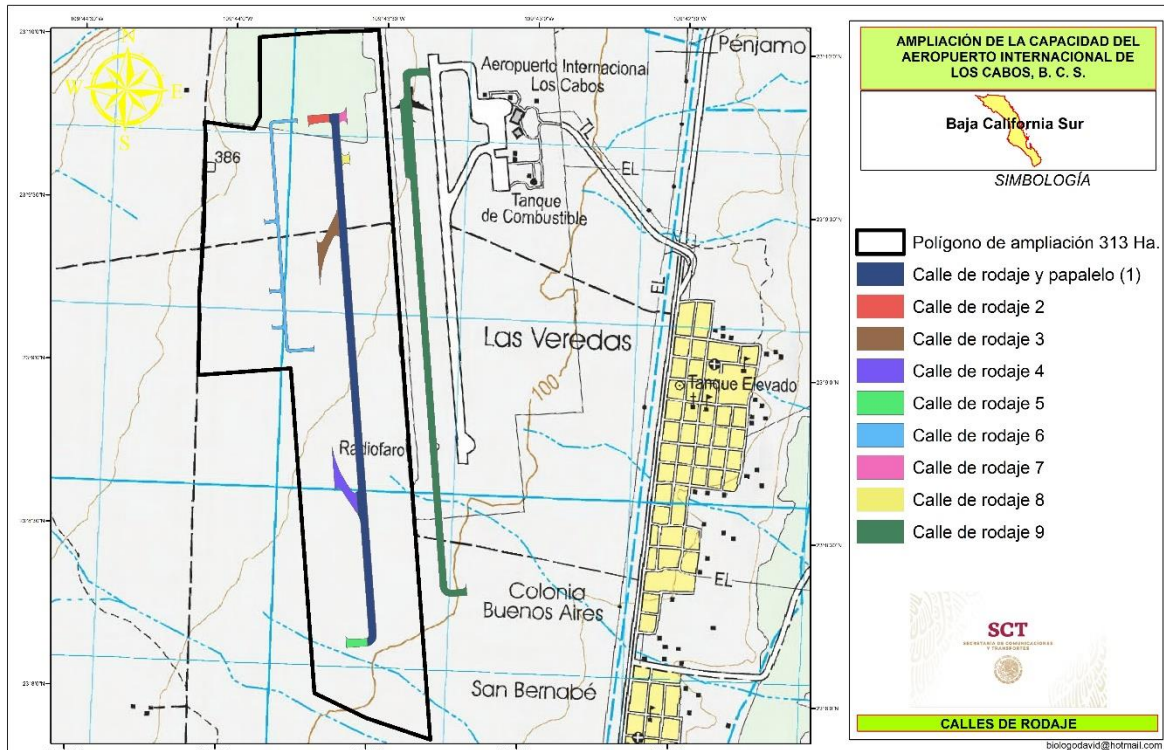 N
W
E
S
386
Pénjamo
Aeropuerto Internacional
Los Cabos
EL
Tanque
de Combustible
EL
Las Veredas
Tanque Elevado
100
Radiofaro
EL
Colonia
Buenos Aires
San Bernabé
AMPLIACIÓN DE LA CAPACIDAD DEL
AEROPUERTO INTERNACIONAL DE
LOS CABOS, B. C. S.
Baja California Sur
SIMBOLOGÍA
Polígono de ampliación 313 Ha.
Calle de rodaje y papalelo (1)
Calle de rodaje 2
Calle de rodaje 3
Calle de rodaje 4
Calle de rodaje 5
Calle de rodaje 6
Calle de rodaje 7
Calle de rodaje 8
Calle de rodaje 9
SCT
SECRETARÍA DE COMUNICACIONES
Y TRANSPORTES
CALLES DE RODAJE
biologodavid@hotmail.com